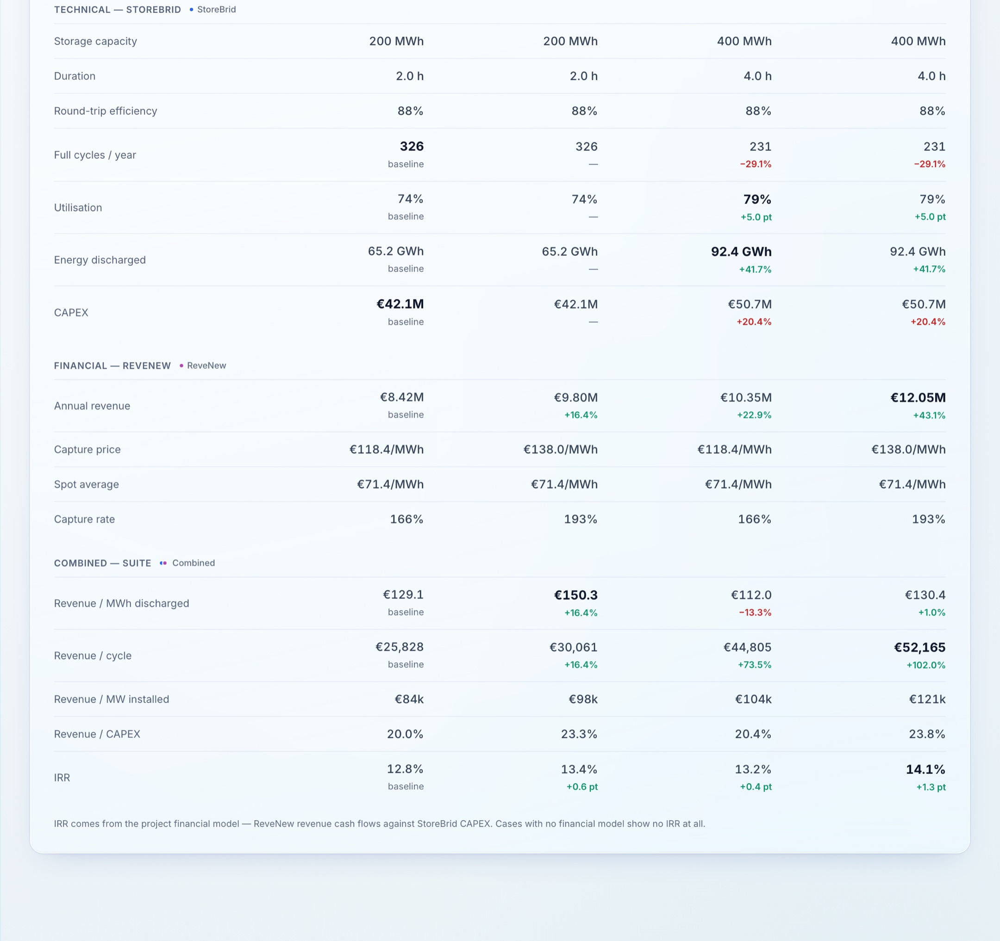 TECHNICAL — STOREBRID • StoreBrid
Storage capacity 200 MWh 200 MWh 400 MWh 400 MWh
Duration 2.0 h 2.0 h 4.0 h 4.0 h
Round-trip efficiency 88% 88% 88% 88%
Full cycles / year 326 326 231 231
baseline — −29.1% −29.1%
Utilisation 74% 74% 79% 79%
baseline — +5.0 pt +5.0 pt
Energy discharged 65.2 GWh 65.2 GWh 92.4 GWh 92.4 GWh
baseline — +41.7% +41.7%
CAPEX €42.1M €42.1M €50.7M €50.7M
baseline — +20.4% +20.4%
FINANCIAL — REVENEW • ReveNew
Annual revenue €8.42M €9.80M €10.35M €12.05M
baseline +16.4% +22.9% +43.1%
Capture price €118.4/MWh €138.0/MWh €118.4/MWh €138.0/MWh
Spot average €71.4/MWh €71.4/MWh €71.4/MWh €71.4/MWh
Capture rate 166% 193% 166% 193%
COMBINED — SUITE •• Combined
Revenue / MWh discharged €129.1 €150.3 €112.0 €130.4
baseline +16.4% −13.3% +1.0%
Revenue / cycle €25,828 €30,061 €44,805 €52,165
baseline +16.4% +73.5% +102.0%
Revenue / MW installed €84k €98k €104k €121k
Revenue / CAPEX 20.0% 23.3% 20.4% 23.8%
IRR 12.8% 13.4% 13.2% 14.1%
baseline +0.6 pt +0.4 pt +1.3 pt
IRR comes from the project financial model — ReveNew revenue cash flows against StoreBrid CAPEX. Cases with no financial model show no IRR at all.